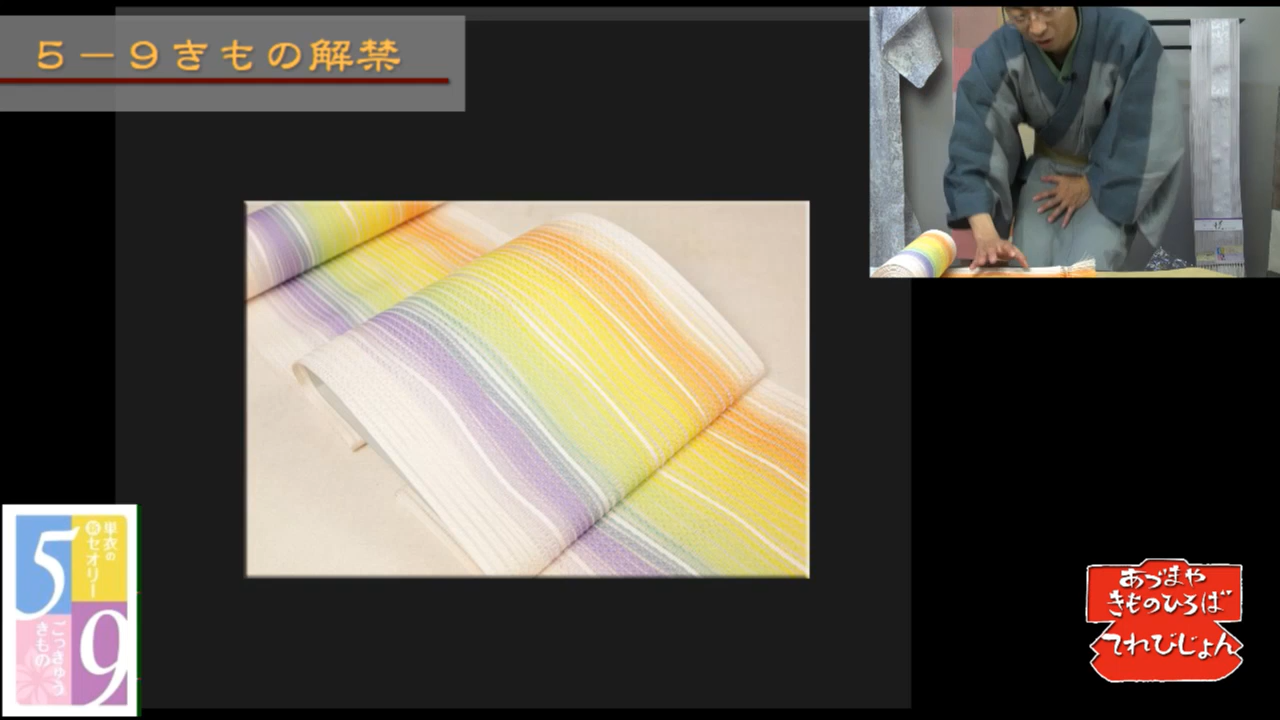 ５－９きもの解禁
単衣の
新セオリー
5
9
ごっきゅう
きもの
あづまや
きものひろば
てれびじょん